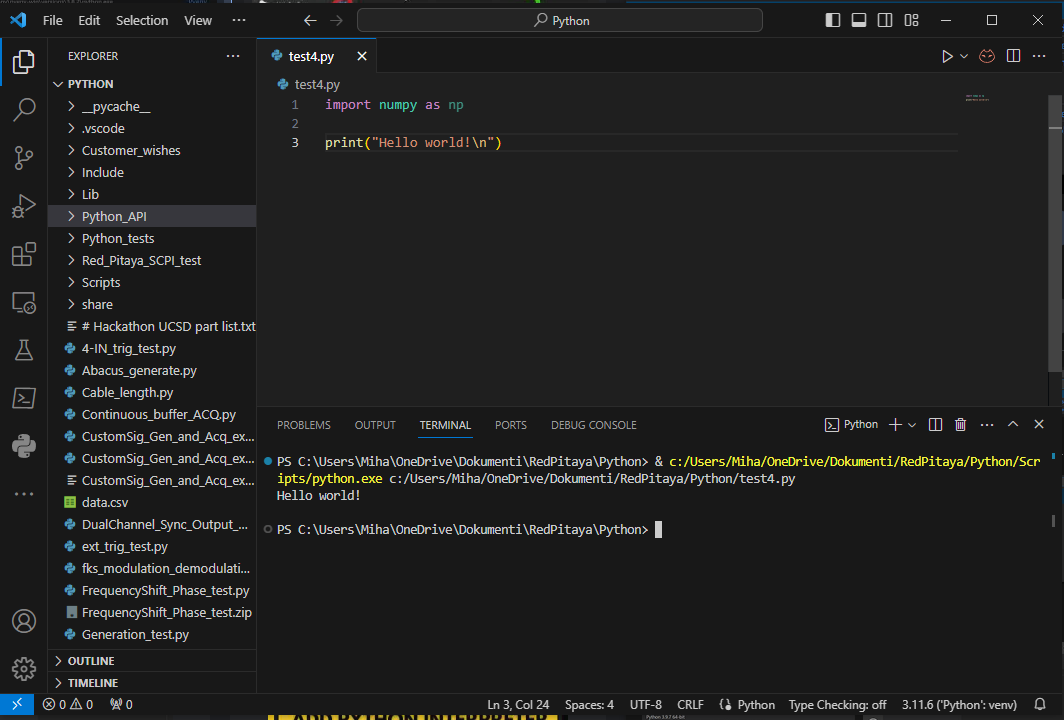 File Edit Selection View ··· Python
EXPLORER ···
PYTHON
__pycache__
.vscode
Customer_wishes
Include
Lib
Python_API
Python_tests
Red_Pitaya_SCPI_test
Scripts
share
# Hackathon UCSD part list.txt
4-IN_trig_test.py
Abacus_generate.py
Cable_length.py
Continuous_buffer_ACQ.py
CustomSig_Gen_and_Acq_ex...
CustomSig_Gen_and_Acq_ex...
CustomSig_Gen_and_Acq_ex...
data.csv
DualChannel_Sync_Output_...
ext_trig_test.py
fks_modulation_demodulati...
FrequencyShift_Phase_test.py
FrequencyShift_Phase_test.zip
Generation_test.py
OUTLINE
TIMELINE
test4.py
test4.py
1 import numpy as np
2
3 print("Hello world!\n")
PROBLEMS OUTPUT TERMINAL PORTS DEBUG CONSOLE Python
PS C:\Users\Miha\OneDrive\Dokumenti\RedPitaya\Python> & c:/Users/Miha/OneDrive/Dokumenti/RedPitaya/Python/Scr
ipts/python.exe c:/Users/Miha/OneDrive/Dokumenti/RedPitaya/Python/test4.py
Hello world!
PS C:\Users\Miha\OneDrive\Dokumenti\RedPitaya\Python>
0 0 0 Ln 3, Col 24 Spaces: 4 UTF-8 CRLF Python Type Checking: off 3.11.6 ('Python': venv)